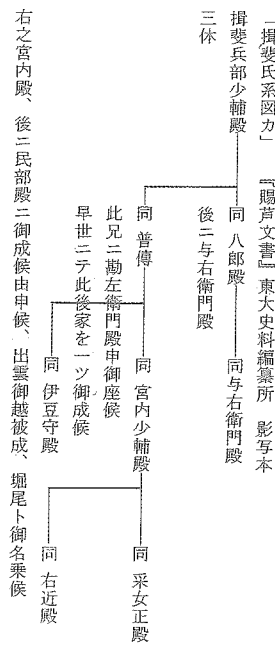 「揖斐氏系図カ」　『賜芦文書』東大史料編纂所　影写本
揖斐兵部少輔殿
三休
同　八郎殿
後ニ与右衛門殿
同　与右衛門殿
同　普傳
此兄ニ勘左衛門殿申御座候
早世ニテ此後家を一ツ御成候
同　宮内少輔殿
同　伊豆守殿
同　采女正殿
同　右近殿
右之宮内殿、後ニ民部殿ニ御成候由申候、出雲御越被成、堀尾ト御名乗候